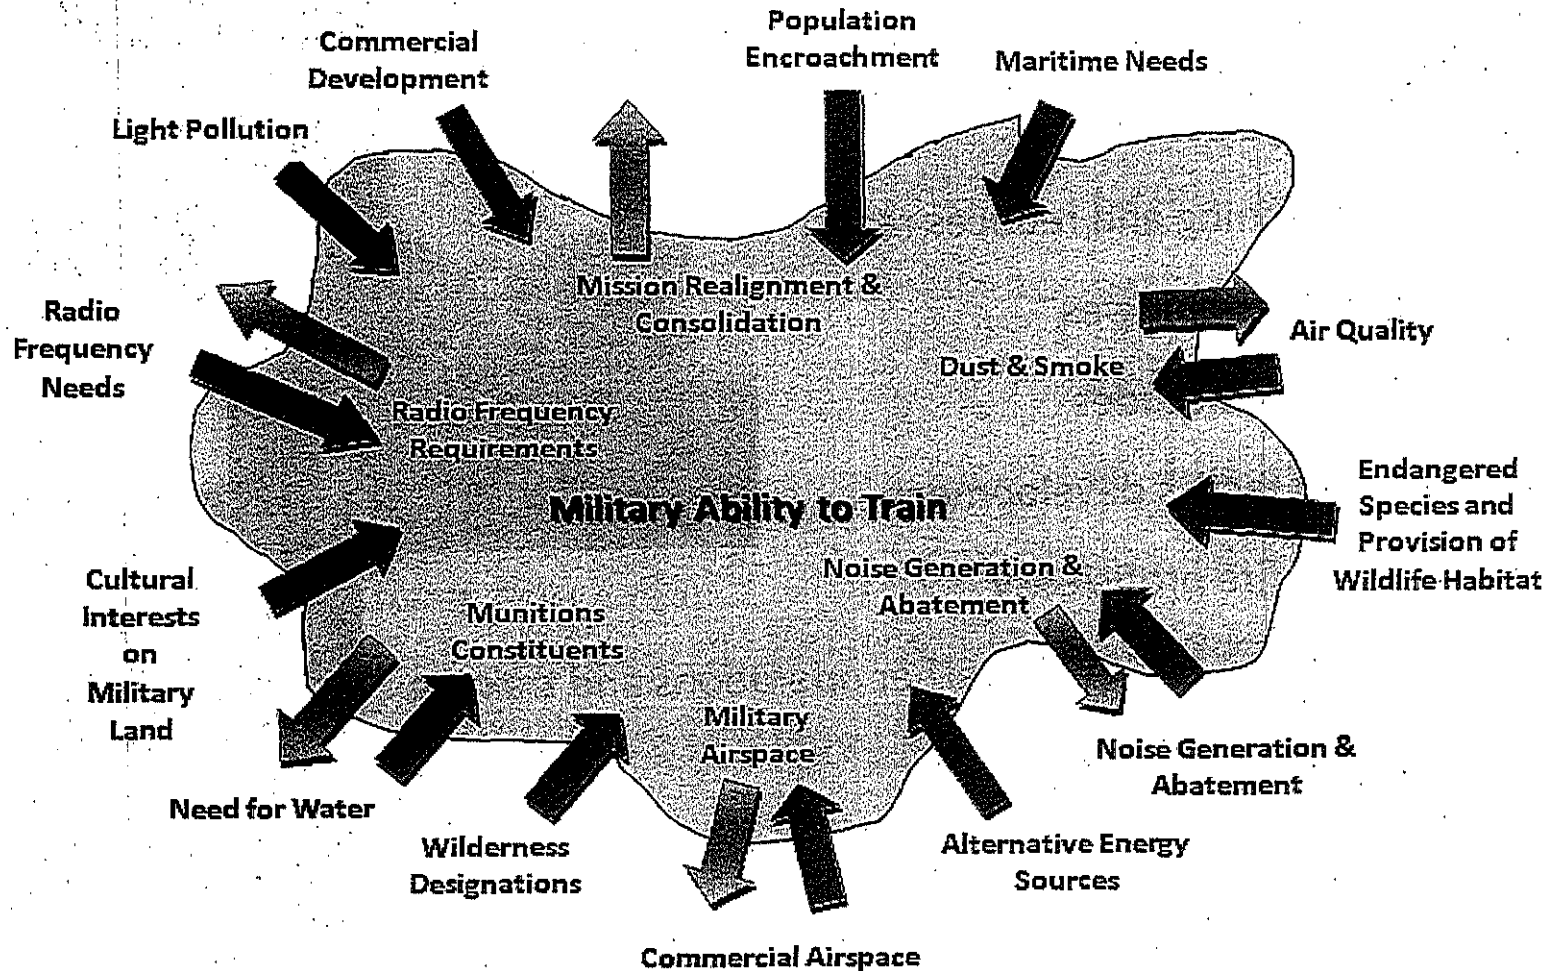 Population
Encroachment
Commercial
Development
Maritime Needs
Light Pollution
Mission Realignment &
Consolidation
Radio
Frequency
Needs
Air Quality
Dust & Smoke
Radio Frequency
Requirements
Military Ability to Train
Endangered
Species and
Provision of
Wildlife Habitat
Noise Generation &
Abatement
Cultural
Interests
on
Military
Land
Munitions
Constituents
Military
Airspace
Noise Generation &
Abatement
Need for Water
Wilderness
Designations
Alternative Energy
Sources
Commercial Airspace